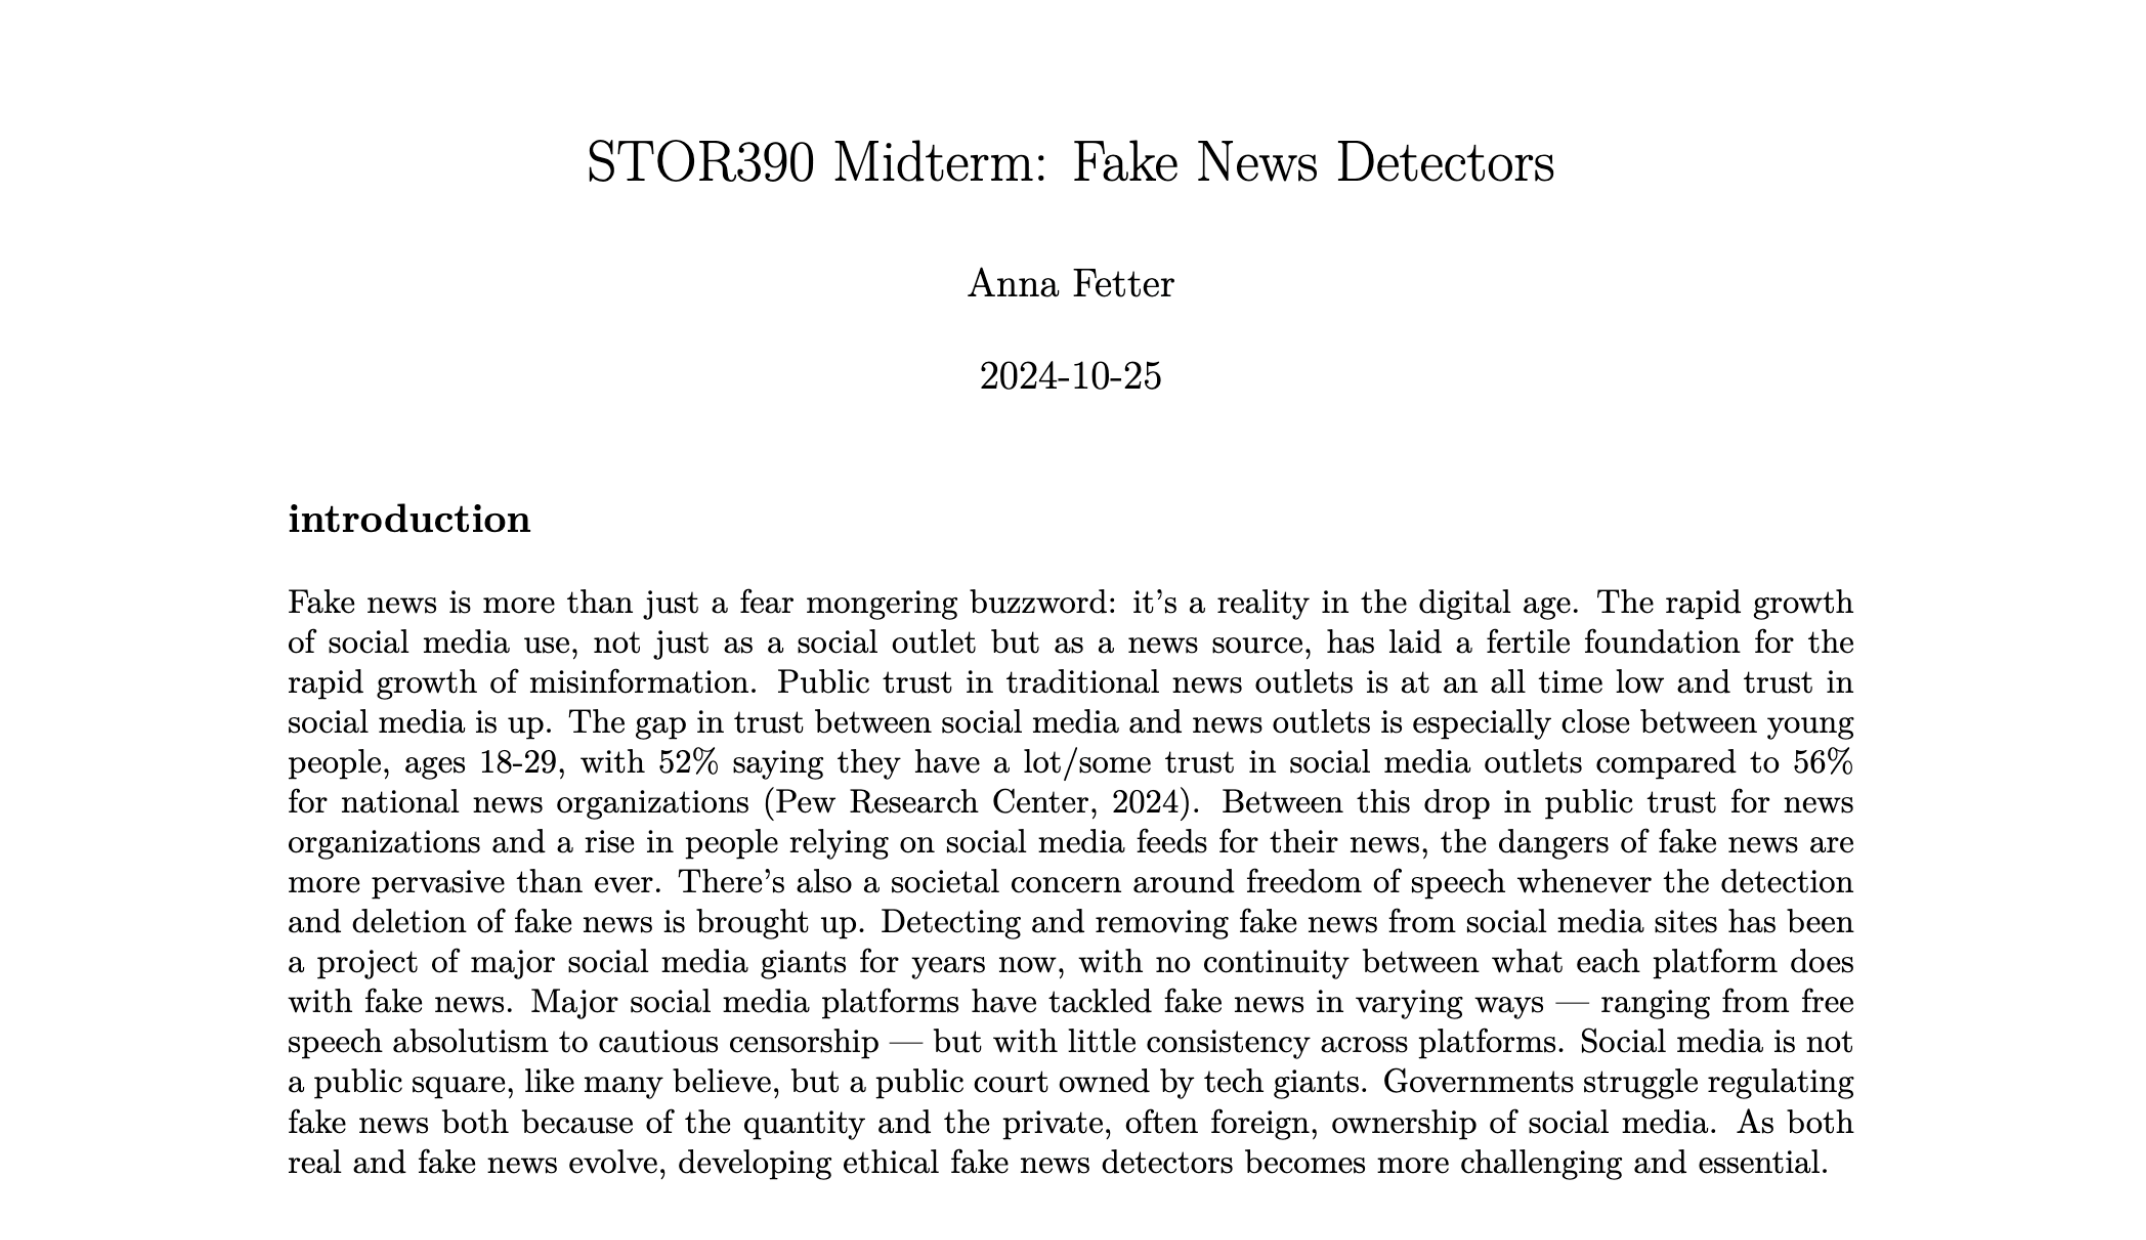 STOR390 Midterm: Fake News Detectors
Anna Fetter
2024-10-25
introduction
Fake news is more than just a fear mongering buzzword: it's a reality in the digital age. The rapid growth
of social media use, not just as a social outlet but as a news source, has laid a fertile foundation for the
rapid growth of misinformation. Public trust in traditional news outlets is at an all time low and trust in
social media is up. The gap in trust between social media and news outlets is especially close between young
people, ages 18-29, with 52% saying they have a lot/some trust in social media outlets compared to 56%
for national news organizations (Pew Research Center, 2024). Between this drop in public trust for news
organizations and a rise in people relying on social media feeds for their news, the dangers of fake news are
more pervasive than ever. There's also a societal concern around freedom of speech whenever the detection
and deletion of fake news is brought up. Detecting and removing fake news from social media sites has been
a project of major social media giants for years now, with no continuity between what each platform does
with fake news. Major social media platforms have tackled fake news in varying ways — ranging from free
speech absolutism to cautious censorship — but with little consistency across platforms. Social media is not
a public square, like many believe, but a public court owned by tech giants. Governments struggle regulating
fake news both because of the quantity and the private, often foreign, ownership of social media. As both
real and fake news evolve, developing ethical fake news detectors becomes more challenging and essential.